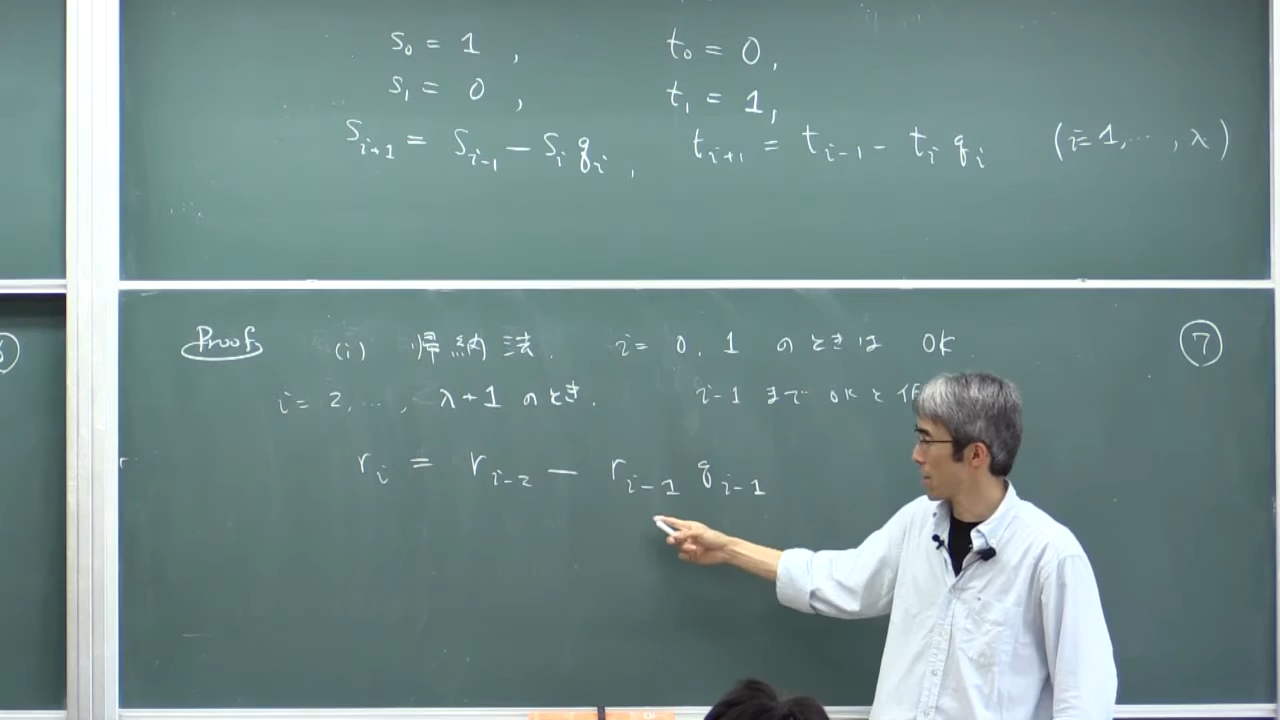 s₀ = 1 , t₀ = 0,
s₁ = 0 , t₁ = 1,
sᵢ₊₁ = sᵢ₋₁ − sᵢ qᵢ , tᵢ₊₁ = tᵢ₋₁ − tᵢ qᵢ (i=1,⋯, λ)
Proof (i) 帰納法. i = 0, 1 のときは OK ⑦
i = 2, ⋯, λ+1 のとき. i−1 まで OK と
rᵢ = rᵢ₋₂ − rᵢ₋₁ qᵢ₋₁